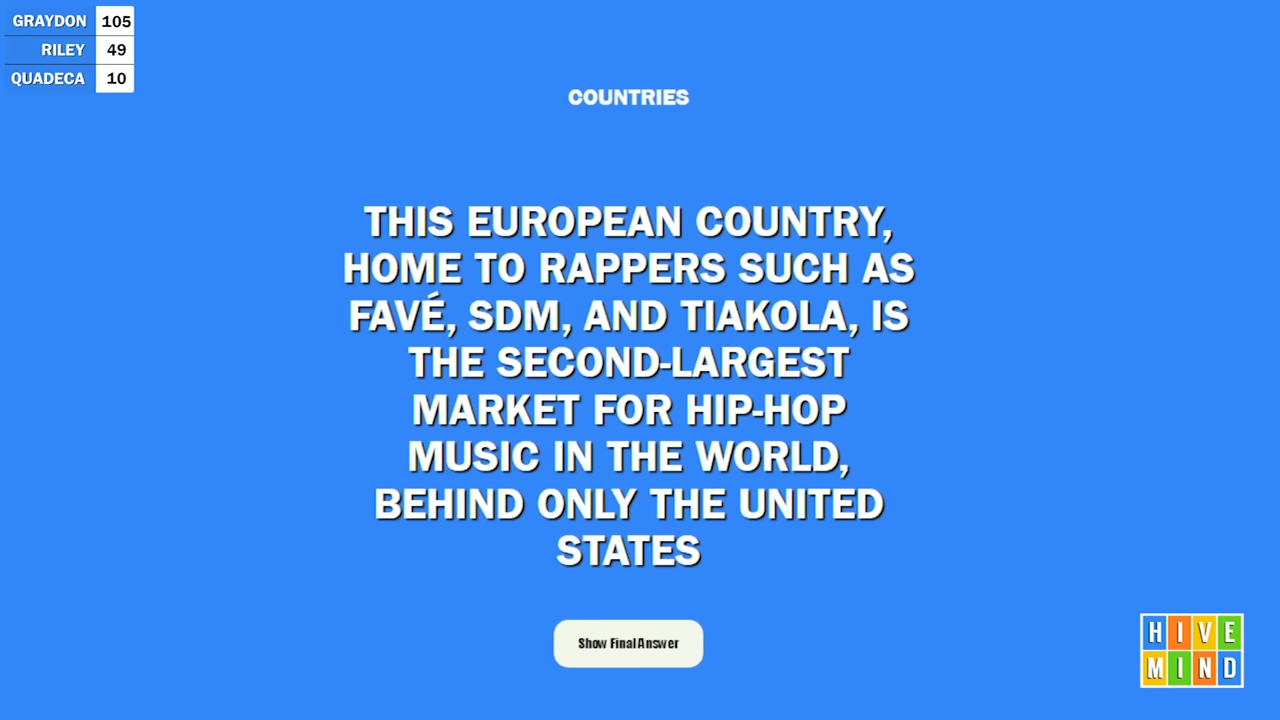 GRAYDON 105
RILEY 49
QUADECA 10
COUNTRIES
THIS EUROPEAN COUNTRY,
HOME TO RAPPERS SUCH AS
FAVÉ, SDM, AND TIAKOLA, IS
THE SECOND-LARGEST
MARKET FOR HIP-HOP
MUSIC IN THE WORLD,
BEHIND ONLY THE UNITED
STATES
Show Final Answer
HIVE
MIND